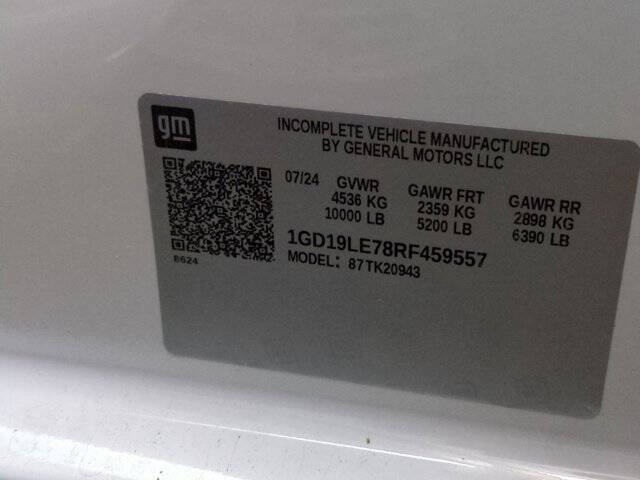 gm
INCOMPLETE VEHICLE MANUFACTURED
BY GENERAL MOTORS LLC
07/24 GVWR GAWR FRT GAWR RR
4536 KG 2359 KG 2898 KG
10000 LB 5200 LB 6390 LB
1GD19LE78RF459557
MODEL: 87TK20943
B624